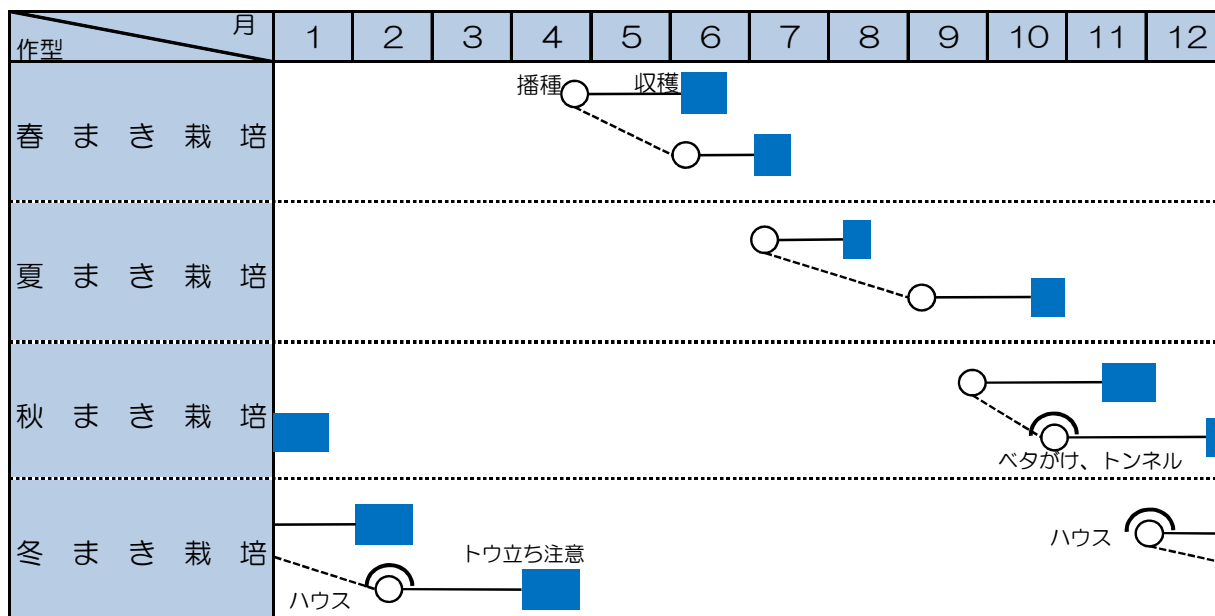 月
作型
1 2 3 4 5 6 7 8 9 10 11 12
播種 収穫
春まき栽培
夏まき栽培
秋まき栽培
ベタがけ、トンネル
冬まき栽培
ハウス
トウ立ち注意
ハウス